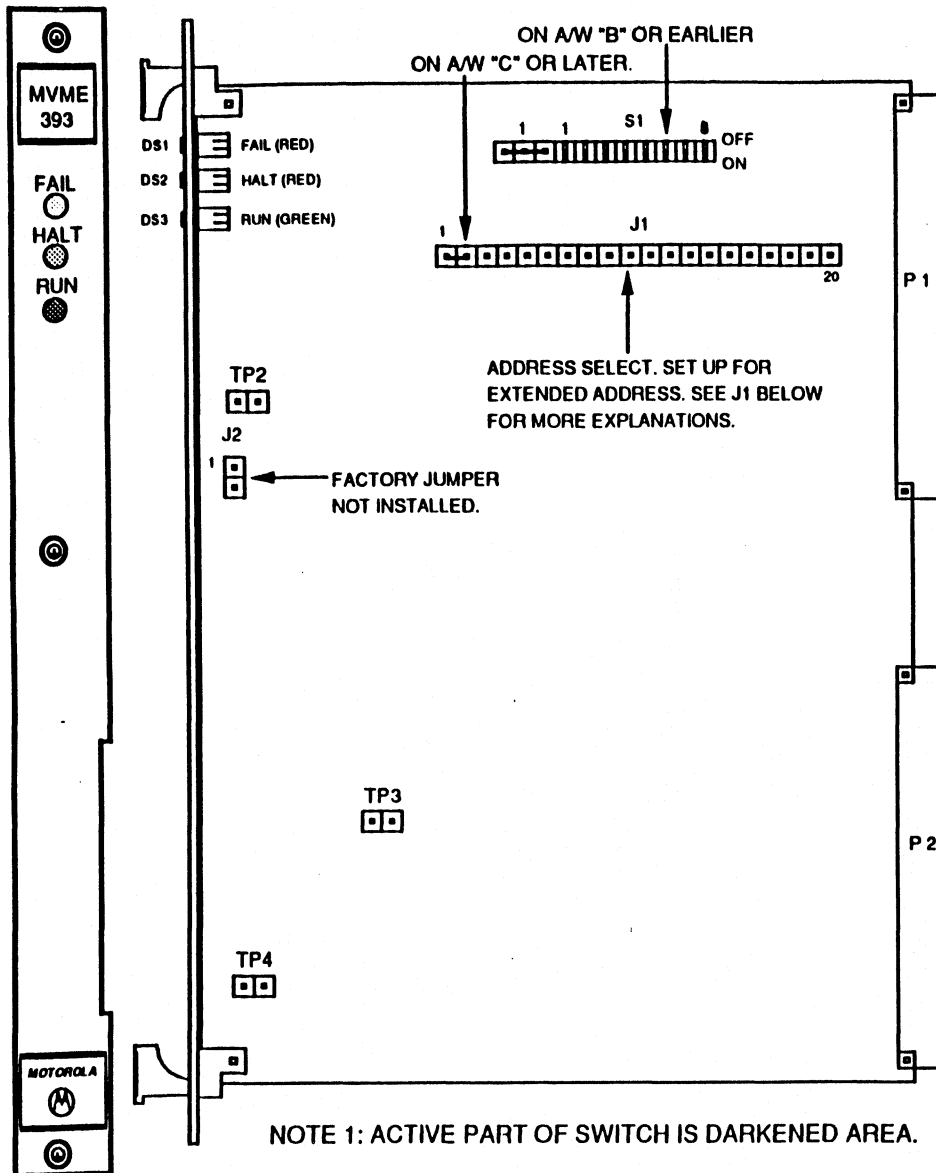 ON A/W "B" OR EARLIER
ON A/W "C" OR LATER.
MVME
393
1 1 S1 8
OFF
ON
DS1 FAIL (RED)
DS2 HALT (RED)
DS3 RUN (GREEN)
FAIL
HALT
RUN
1 J1
20
P 1
ADDRESS SELECT. SET UP FOR
EXTENDED ADDRESS. SEE J1 BELOW
FOR MORE EXPLANATIONS.
TP2
J2
1
FACTORY JUMPER
NOT INSTALLED.
TP3
P 2
TP4
MOTOROLA
NOTE 1: ACTIVE PART OF SWITCH IS DARKENED AREA.